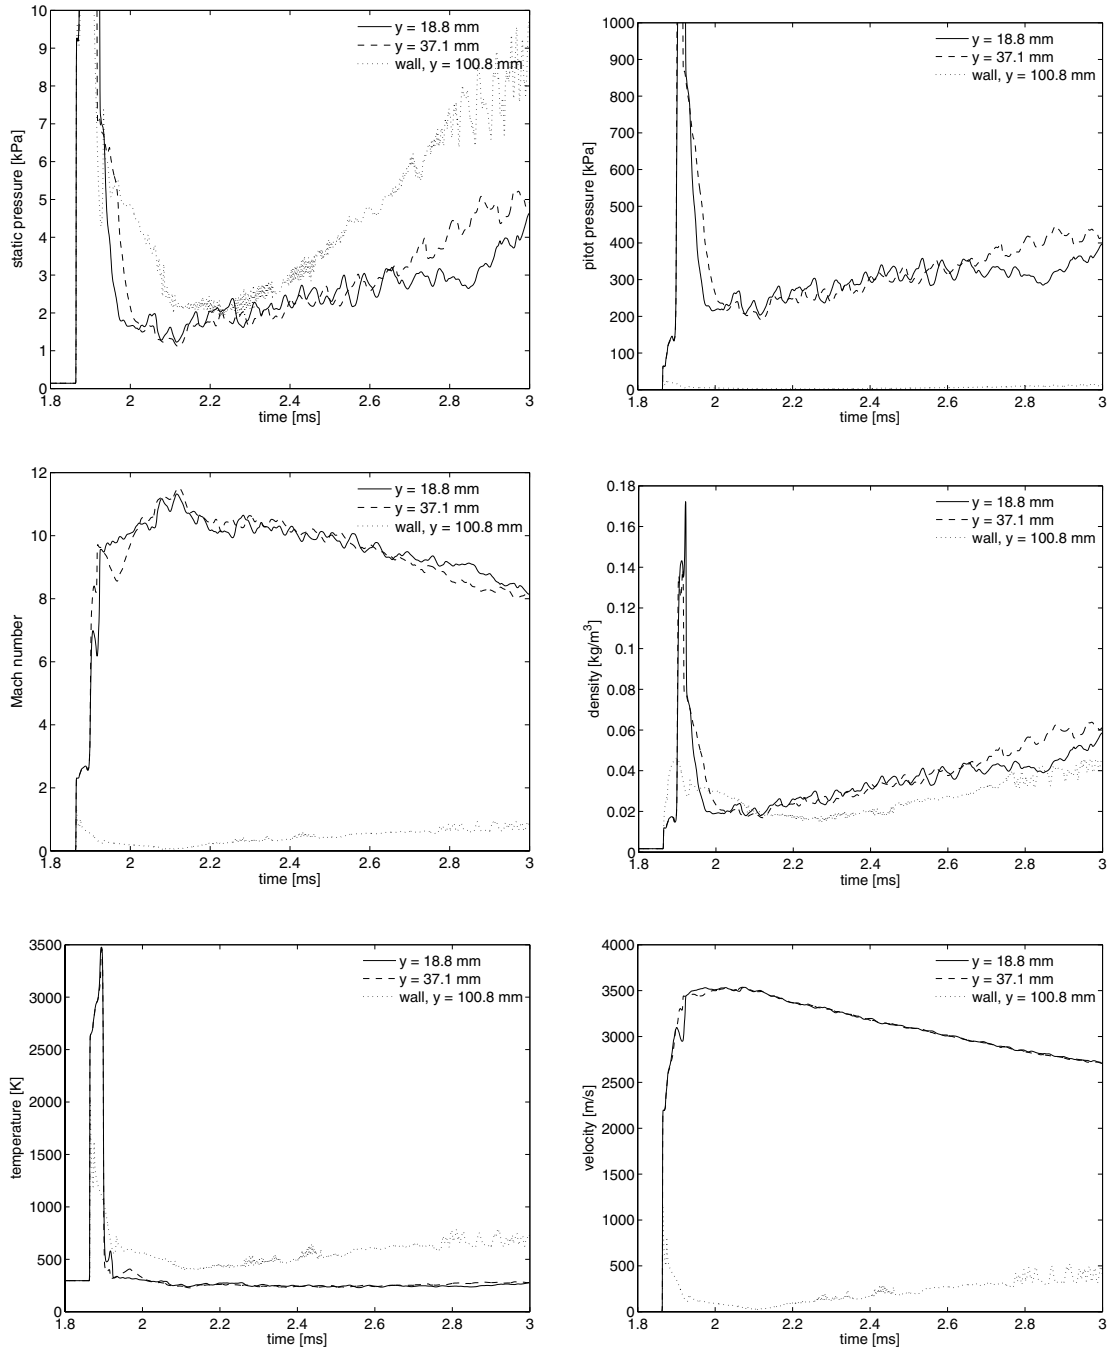 10
9
8
7
6
5
4
3
2
1
0
static pressure [kPa]
y = 18.8 mm
y = 37.1 mm
wall, y = 100.8 mm
1.8 2 2.2 2.4 2.6 2.8 3
time [ms]
1000
900
800
700
600
500
400
300
200
100
0
pitot pressure [kPa]
y = 18.8 mm
y = 37.1 mm
wall, y = 100.8 mm
1.8 2 2.2 2.4 2.6 2.8 3
time [ms]
12
10
8
6
4
2
0
Mach number
y = 18.8 mm
y = 37.1 mm
wall, y = 100.8 mm
1.8 2 2.2 2.4 2.6 2.8 3
time [ms]
0.18
0.16
0.14
0.12
0.1
0.08
0.06
0.04
0.02
0
density [kg/m³]
y = 18.8 mm
y = 37.1 mm
wall, y = 100.8 mm
1.8 2 2.2 2.4 2.6 2.8 3
time [ms]
3500
3000
2500
2000
1500
1000
500
0
temperature [K]
y = 18.8 mm
y = 37.1 mm
wall, y = 100.8 mm
1.8 2 2.2 2.4 2.6 2.8 3
time [ms]
4000
3500
3000
2500
2000
1500
1000
500
0
velocity [m/s]
y = 18.8 mm
y = 37.1 mm
wall, y = 100.8 mm
1.8 2 2.2 2.4 2.6 2.8 3
time [ms]